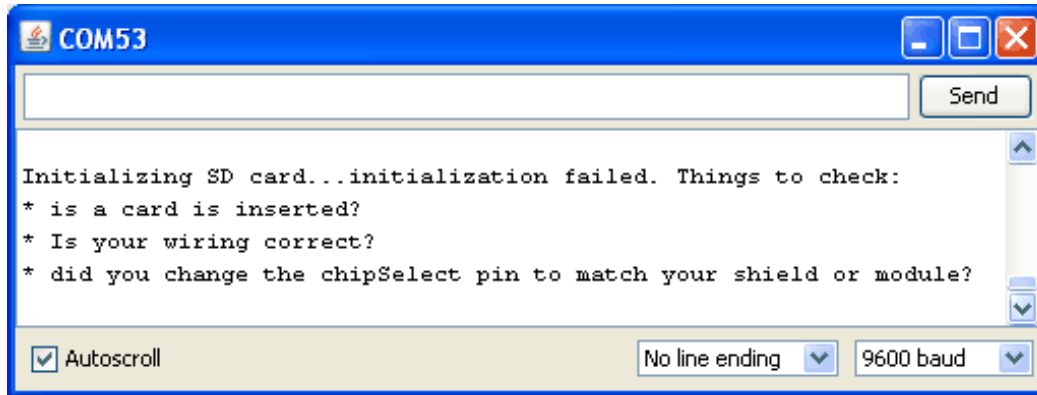 COM53
Send
Initializing SD card...initialization failed. Things to check:
* is a card is inserted?
* Is your wiring correct?
* did you change the chipSelect pin to match your shield or module?
Autoscroll
No line ending
9600 baud